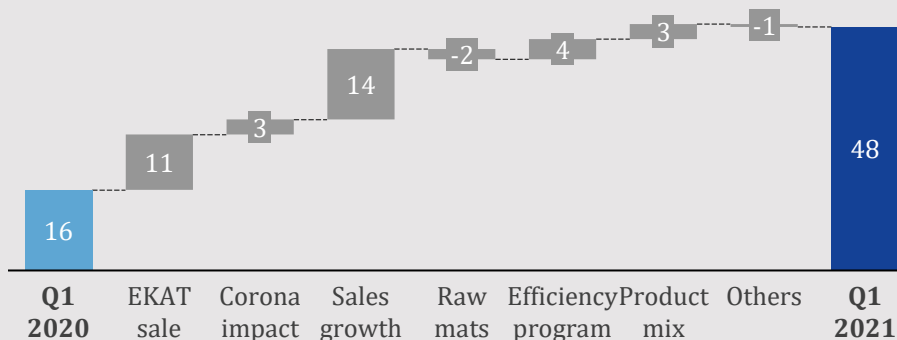 16
11
3
14
-2
4
3
-1
48
Q1 2020
EKAT sale
Corona impact
Sales growth
Raw mats
Efficiency program
Product mix
Others
Q1 2021